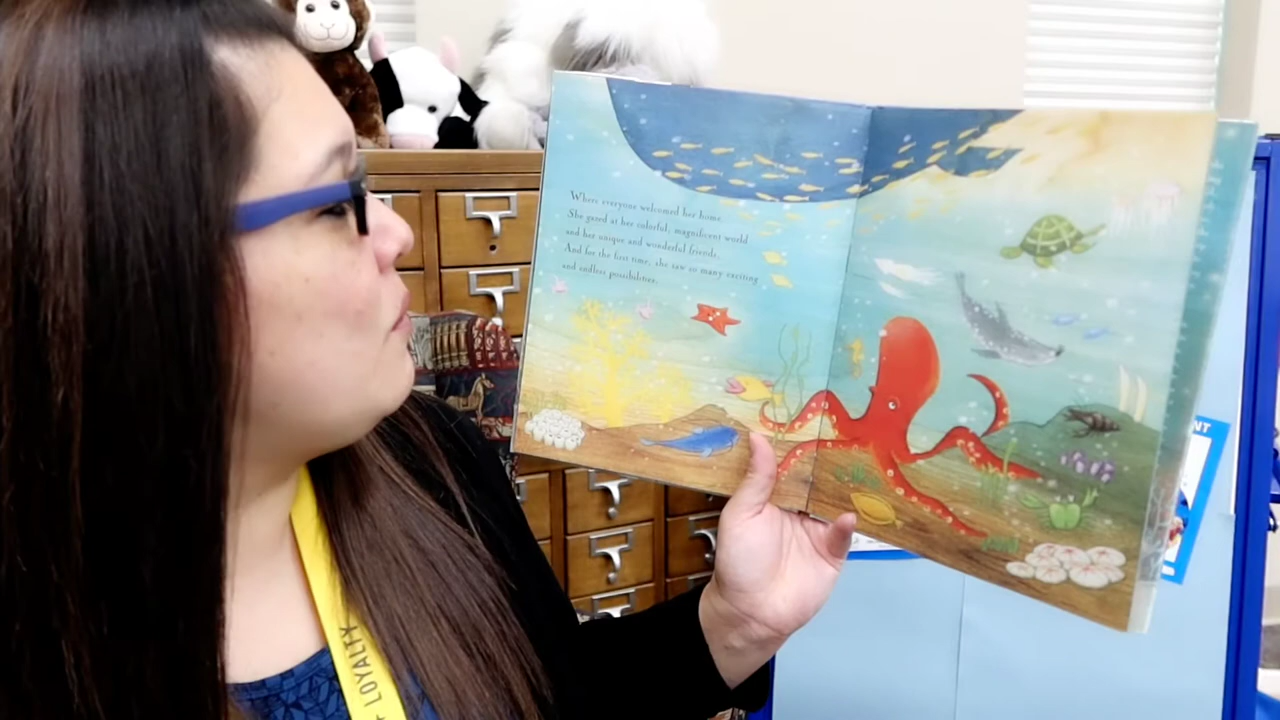 Where everyone welcomed her home.
She gazed at her colorful, magnificent world
and her unique and wonderful friends.
And for the first time, she saw so many exciting
and endless possibilities.
LOYALTY
NT